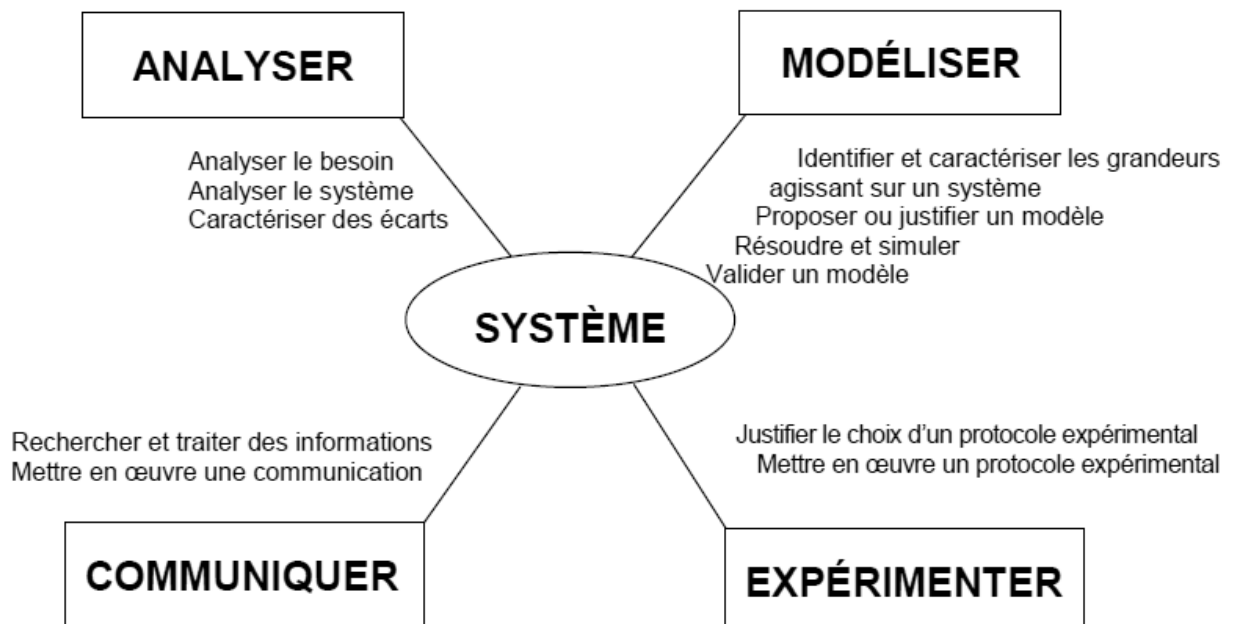 ANALYSER
MODÉLISER
Analyser le besoin
Analyser le système
Caractériser des écarts
Identifier et caractériser les grandeurs
agissant sur un système
Proposer ou justifier un modèle
Résoudre et simuler
Valider un modèle
SYSTÈME
Rechercher et traiter des informations
Mettre en œuvre une communication
Justifier le choix d'un protocole expérimental
Mettre en œuvre un protocole expérimental
COMMUNIQUER
EXPÉRIMENTER